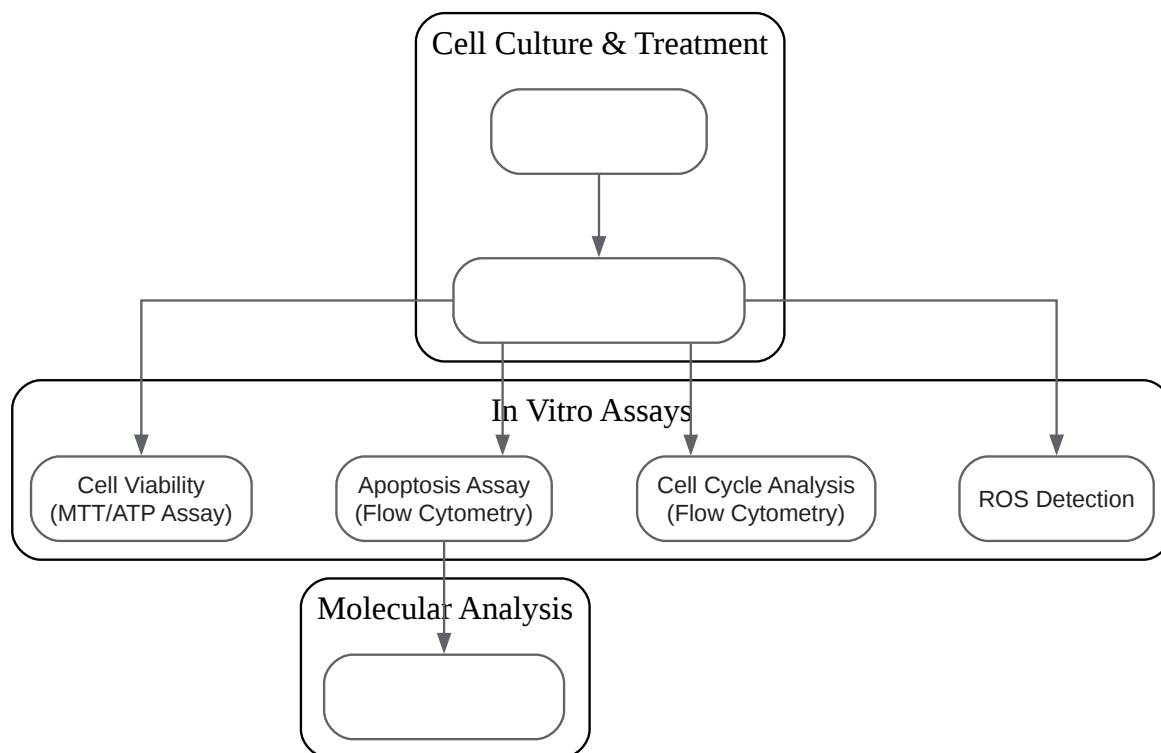 Cell Culture & Treatment
In Vitro Assays
Cell Viability
(MTT/ATP Assay)
Apoptosis Assay
(Flow Cytometry)
Cell Cycle Analysis
(Flow Cytometry)
ROS Detection
Molecular Analysis